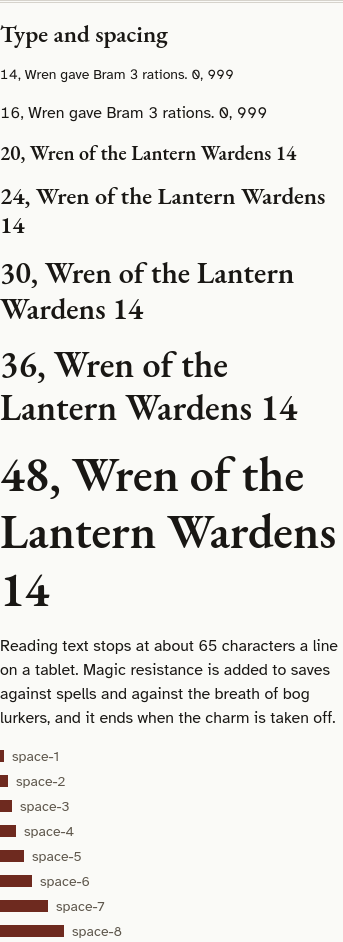 Type and spacing
14, Wren gave Bram 3 rations. 0, 999
16, Wren gave Bram 3 rations. 0, 999
20, Wren of the Lantern Wardens 14
24, Wren of the Lantern Wardens
14
30, Wren of the Lantern
Wardens 14
36, Wren of the
Lantern Wardens 14
48, Wren of the
Lantern Wardens
14
Reading text stops at about 65 characters a line
on a tablet. Magic resistance is added to saves
against spells and against the breath of bog
lurkers, and it ends when the charm is taken off.
space-1
space-2
space-3
space-4
space-5
space-6
space-7
space-8